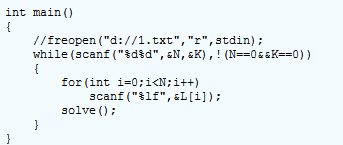 int main()
{
//freopen("d://1.txt","r",stdin);
while(scanf("%d%d",&N,&K),!(N==0&&K==0))
{
for(int i=0;i<N;i++)
scanf("%lf",&L[i]);
solve();
}
}